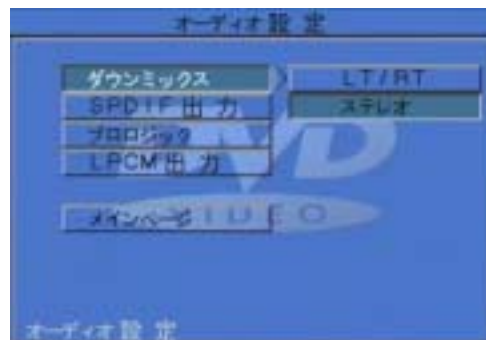 オーディオ設定
ダウンミックス
LT/RT
SPDIF出力
ステレオ
プロロジック
LPCM出力
メインページ
VIDEO
オーディオ設定